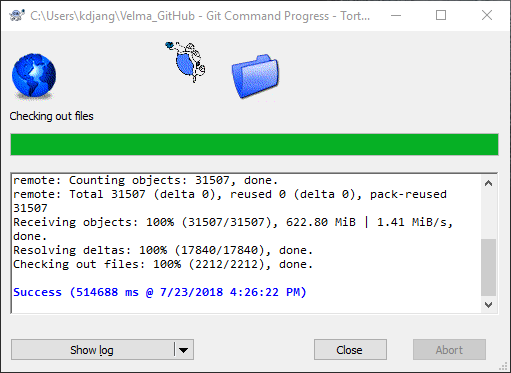 C:\Users\kdjang\Velma_GitHub - Git Command Progress - Tort...
Checking out files
remote: Counting objects: 31507, done.
remote: Total 31507 (delta 0), reused 0 (delta 0), pack-reused
31507
Receiving objects: 100% (31507/31507), 622.80 MiB | 1.41 MiB/s,
done.
Resolving deltas: 100% (17840/17840), done.
Checking out files: 100% (2212/2212), done.
Success (514688 ms @ 7/23/2018 4:26:22 PM)
Show log
Close
Abort